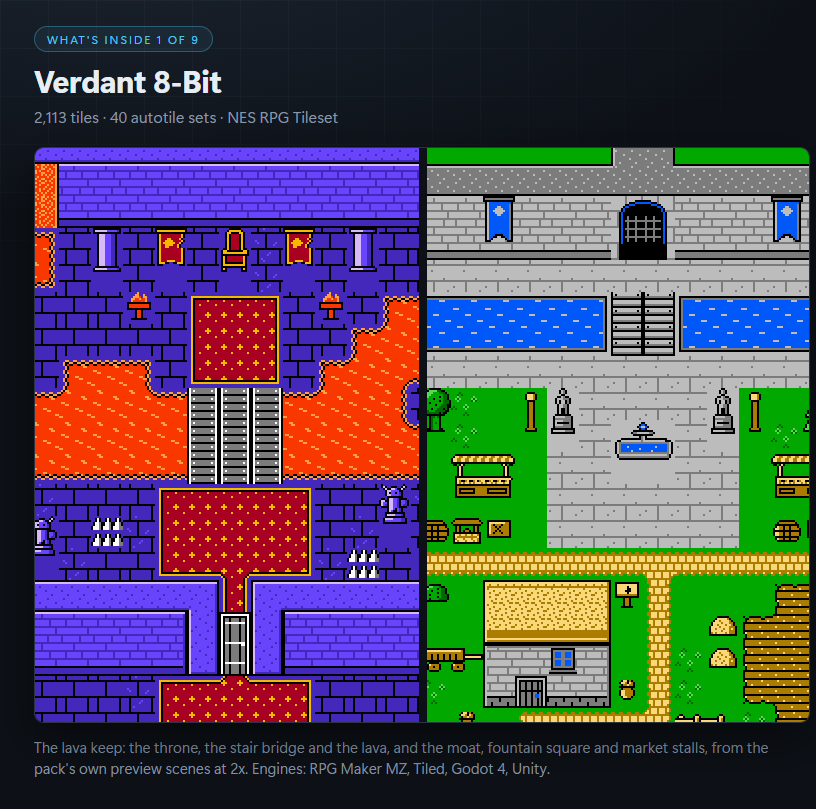 WHAT'S INSIDE 1 OF 9
Verdant 8-Bit
2,113 tiles · 40 autotile sets · NES RPG Tileset
The lava keep: the throne, the stair bridge and the lava, and the moat, fountain square and market stalls, from the
pack's own preview scenes at 2x. Engines: RPG Maker MZ, Tiled, Godot 4, Unity.